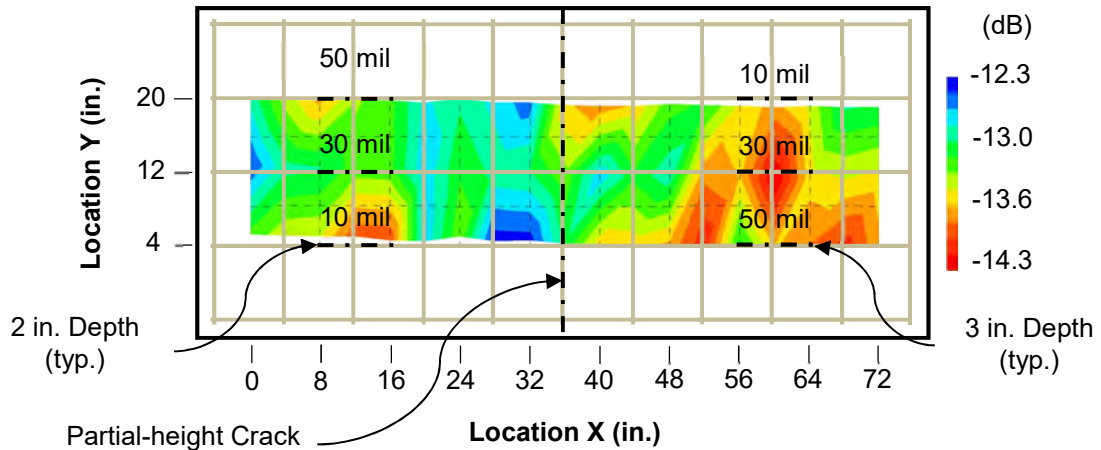 (dB)
50 mil
10 mil
-12.3
20
-13.0
30 mil
30 mil
12
-13.6
10 mil
50 mil
4
-14.3
Location Y (in.)
2 in. Depth
(typ.)
3 in. Depth
(typ.)
0 8 16 24 32 40 48 56 64 72
Partial-height Crack
Location X (in.)